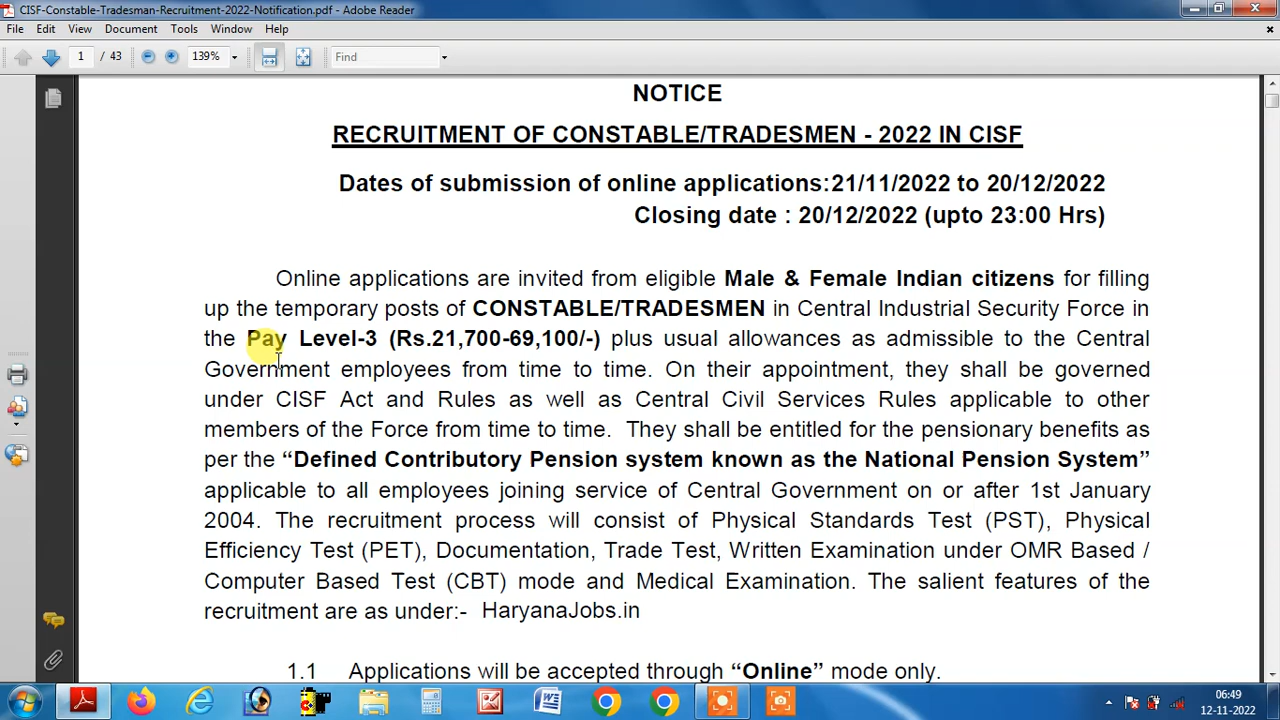 CISF-Constable-Tradesman-Recruitment-2022-Notification.pdf - Adobe Reader
File Edit View Document Tools Window Help
1 / 43 139% Find
NOTICE
RECRUITMENT OF CONSTABLE/TRADESMEN - 2022 IN CISF
Dates of submission of online applications:21/11/2022 to 20/12/2022
Closing date : 20/12/2022 (upto 23:00 Hrs)
Online applications are invited from eligible Male & Female Indian citizens for filling
up the temporary posts of CONSTABLE/TRADESMEN in Central Industrial Security Force in
the Pay Level-3 (Rs.21,700-69,100/-) plus usual allowances as admissible to the Central
Government employees from time to time. On their appointment, they shall be governed
under CISF Act and Rules as well as Central Civil Services Rules applicable to other
members of the Force from time to time. They shall be entitled for the pensionary benefits as
per the “Defined Contributory Pension system known as the National Pension System”
applicable to all employees joining service of Central Government on or after 1st January
2004. The recruitment process will consist of Physical Standards Test (PST), Physical
Efficiency Test (PET), Documentation, Trade Test, Written Examination under OMR Based /
Computer Based Test (CBT) mode and Medical Examination. The salient features of the
recruitment are as under:- HaryanaJobs.in
1.1 Applications will be accepted through “Online” mode only.
06:49
12-11-2022